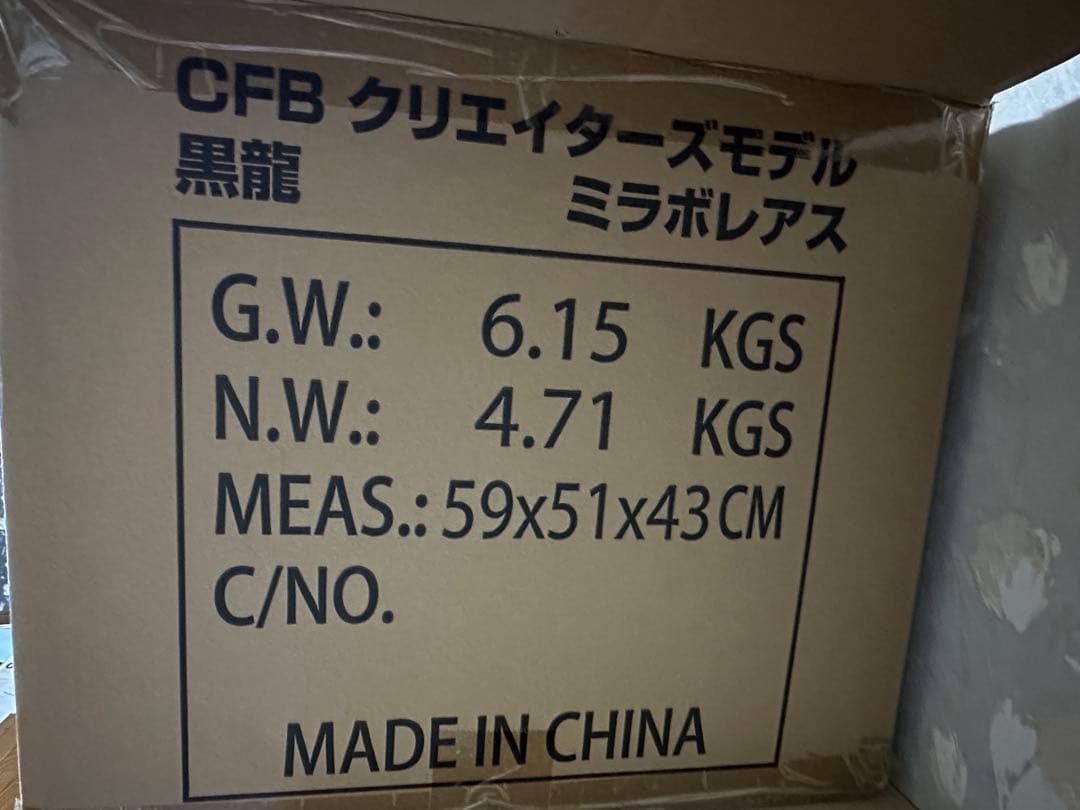 CFB クリエイターズモデル
黒龍 ミラボレアス
G.W.: 6.15 KGS
N.W.: 4.71 KGS
MEAS.: 59x51x43CM
C/NO.
MADE IN CHINA